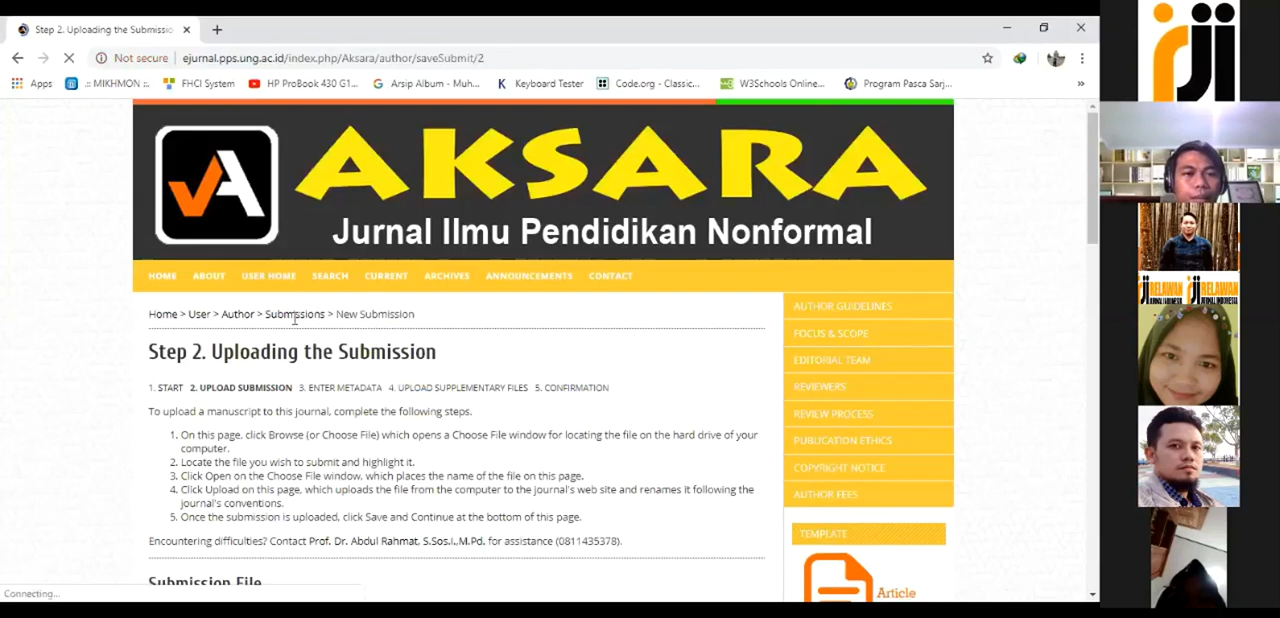 Step 2. Uploading the Submissio
Not secure
ejurnal.pps.ung.ac.id/index.php/Aksara/author/saveSubmit/2
Apps
.:: MIKHMON :..
FHCI System
HP ProBook 430 G1...
Arsip Album - Muh...
Keyboard Tester
Code.org - Classic...
W3Schools Online...
Program Pasca Sarj...
AKSARA
Jurnal Ilmu Pendidikan Nonformal
HOME ABOUT USER HOME SEARCH CURRENT ARCHIVES ANNOUNCEMENTS CONTACT
Home > User > Author > Submissions > New Submission
Step 2. Uploading the Submission
1. START 2. UPLOAD SUBMISSION 3. ENTER METADATA 4. UPLOAD SUPPLEMENTARY FILES 5. CONFIRMATION
To upload a manuscript to this journal, complete the following steps.
1. On this page, click Browse (or Choose File) which opens a Choose File window for locating the file on the hard drive of your
computer.
2. Locate the file you wish to submit and highlight it.
3. Click Open on the Choose File window, which places the name of the file on this page.
4. Click Upload on this page, which uploads the file from the computer to the journal's web site and renames it following the
journal's conventions.
5. Once the submission is uploaded, click Save and Continue at the bottom of this page.
Encountering difficulties? Contact Prof. Dr. Abdul Rahmat, S.Sos.I.,M.Pd. for assistance (0811435378).
Submission File
Connecting...
AUTHOR GUIDELINES
FOCUS & SCOPE
EDITORIAL TEAM
REVIEWERS
REVIEW PROCESS
PUBLICATION ETHICS
COPYRIGHT NOTICE
AUTHOR FEES
TEMPLATE
Article
RELAWAN RELAWAN